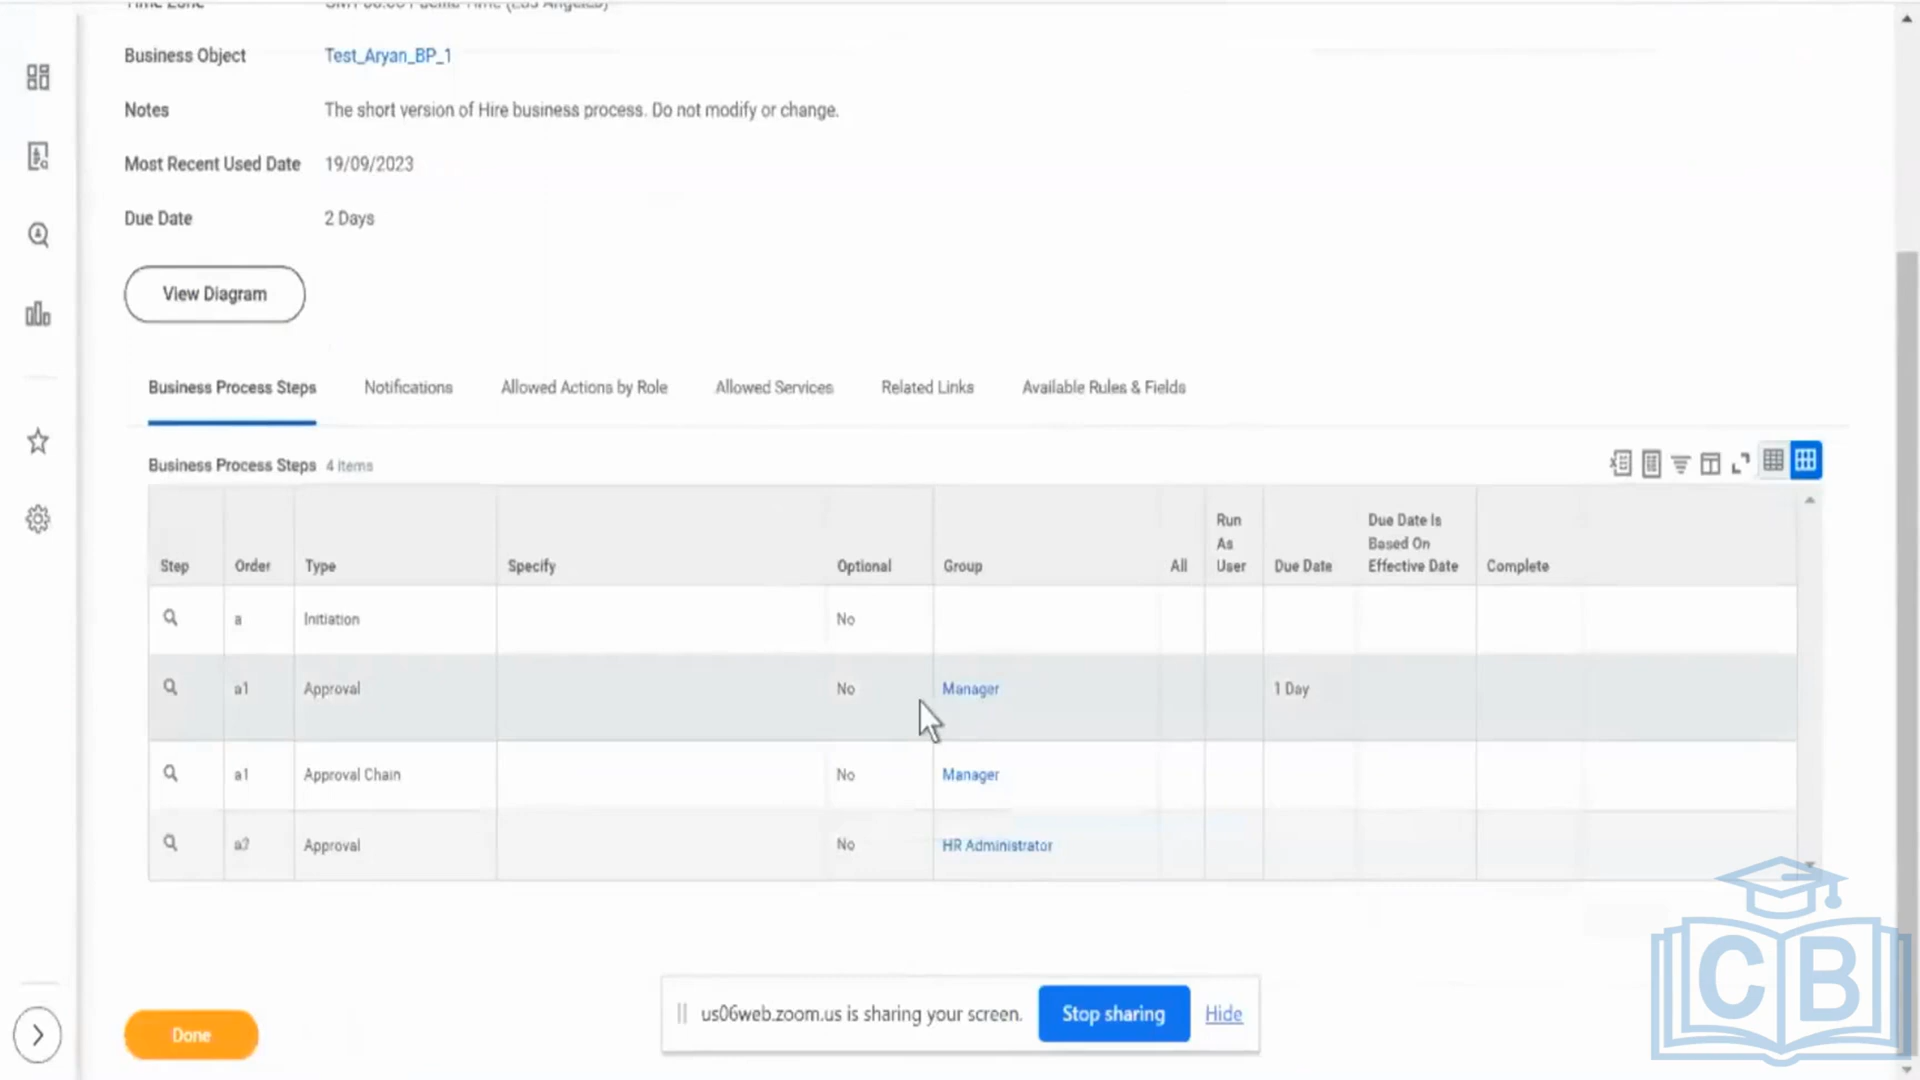 Time Zone
Business Object Test_Aryan_BP_1
Notes The short version of Hire business process. Do not modify or change.
Most Recent Used Date 19/09/2023
Due Date 2 Days
View Diagram
Business Process Steps Notifications Allowed Actions by Role Allowed Services Related Links Available Rules & Fields
Business Process Steps 4 items
Step Order Type Specify Optional Group All Run As User Due Date Due Date Is Based On Effective Date Complete
a Initiation No
a1 Approval No Manager 1 Day
a1 Approval Chain No Manager
a2 Approval No HR Administrator
us06web.zoom.us is sharing your screen. Stop sharing Hide
Done
CB